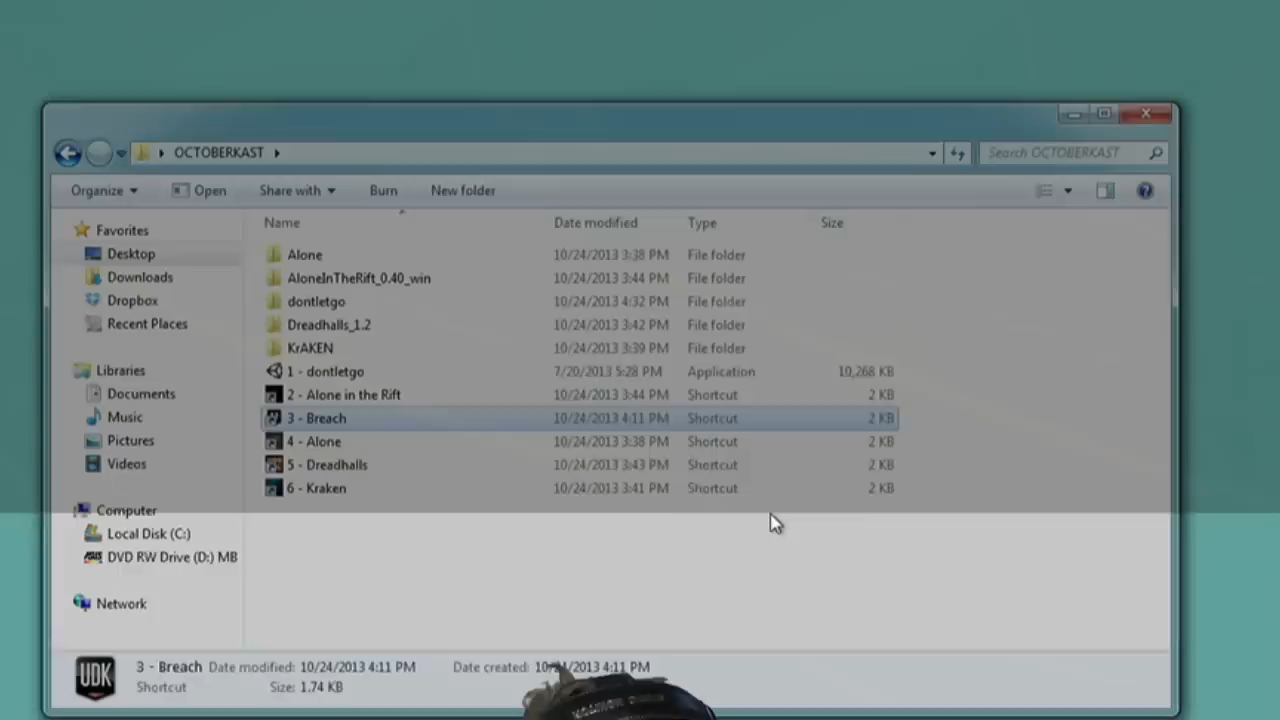 OCTOBERKAST
Search OCTOBERKAST
Organize Open Share with Burn New folder
Name Date modified Type Size
Favorites
Desktop
Downloads
Dropbox
Recent Places
Libraries
Documents
Music
Pictures
Videos
Computer
Local Disk (C:)
DVD RW Drive (D:) MB
Network
Alone 10/24/2013 3:38 PM File folder
AloneInTheRift_0.40_win 10/24/2013 3:44 PM File folder
dontletgo 10/24/2013 4:32 PM File folder
Dreadhalls_1.2 10/24/2013 3:42 PM File folder
KrAKEN 10/24/2013 3:39 PM File folder
1 - dontletgo 7/20/2013 5:28 PM Application 10,268 KB
2 - Alone in the Rift 10/24/2013 3:44 PM Shortcut 2 KB
3 - Breach 10/24/2013 4:11 PM Shortcut 2 KB
4 - Alone 10/24/2013 3:38 PM Shortcut 2 KB
5 - Dreadhalls 10/24/2013 3:43 PM Shortcut 2 KB
6 - Kraken 10/24/2013 3:41 PM Shortcut 2 KB
UDK
3 - Breach Date modified: 10/24/2013 4:11 PM Date created: 10/24/2013 4:11 PM
Shortcut Size: 1.74 KB